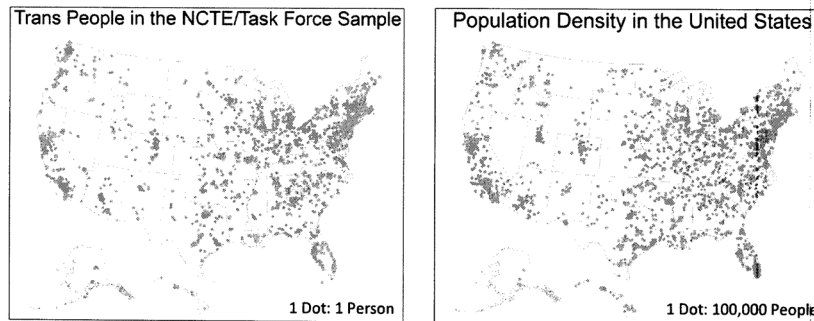 Trans People in the NCTE/Task Force Sample
1 Dot: 1 Person
Population Density in the United States
1 Dot: 100,000 People